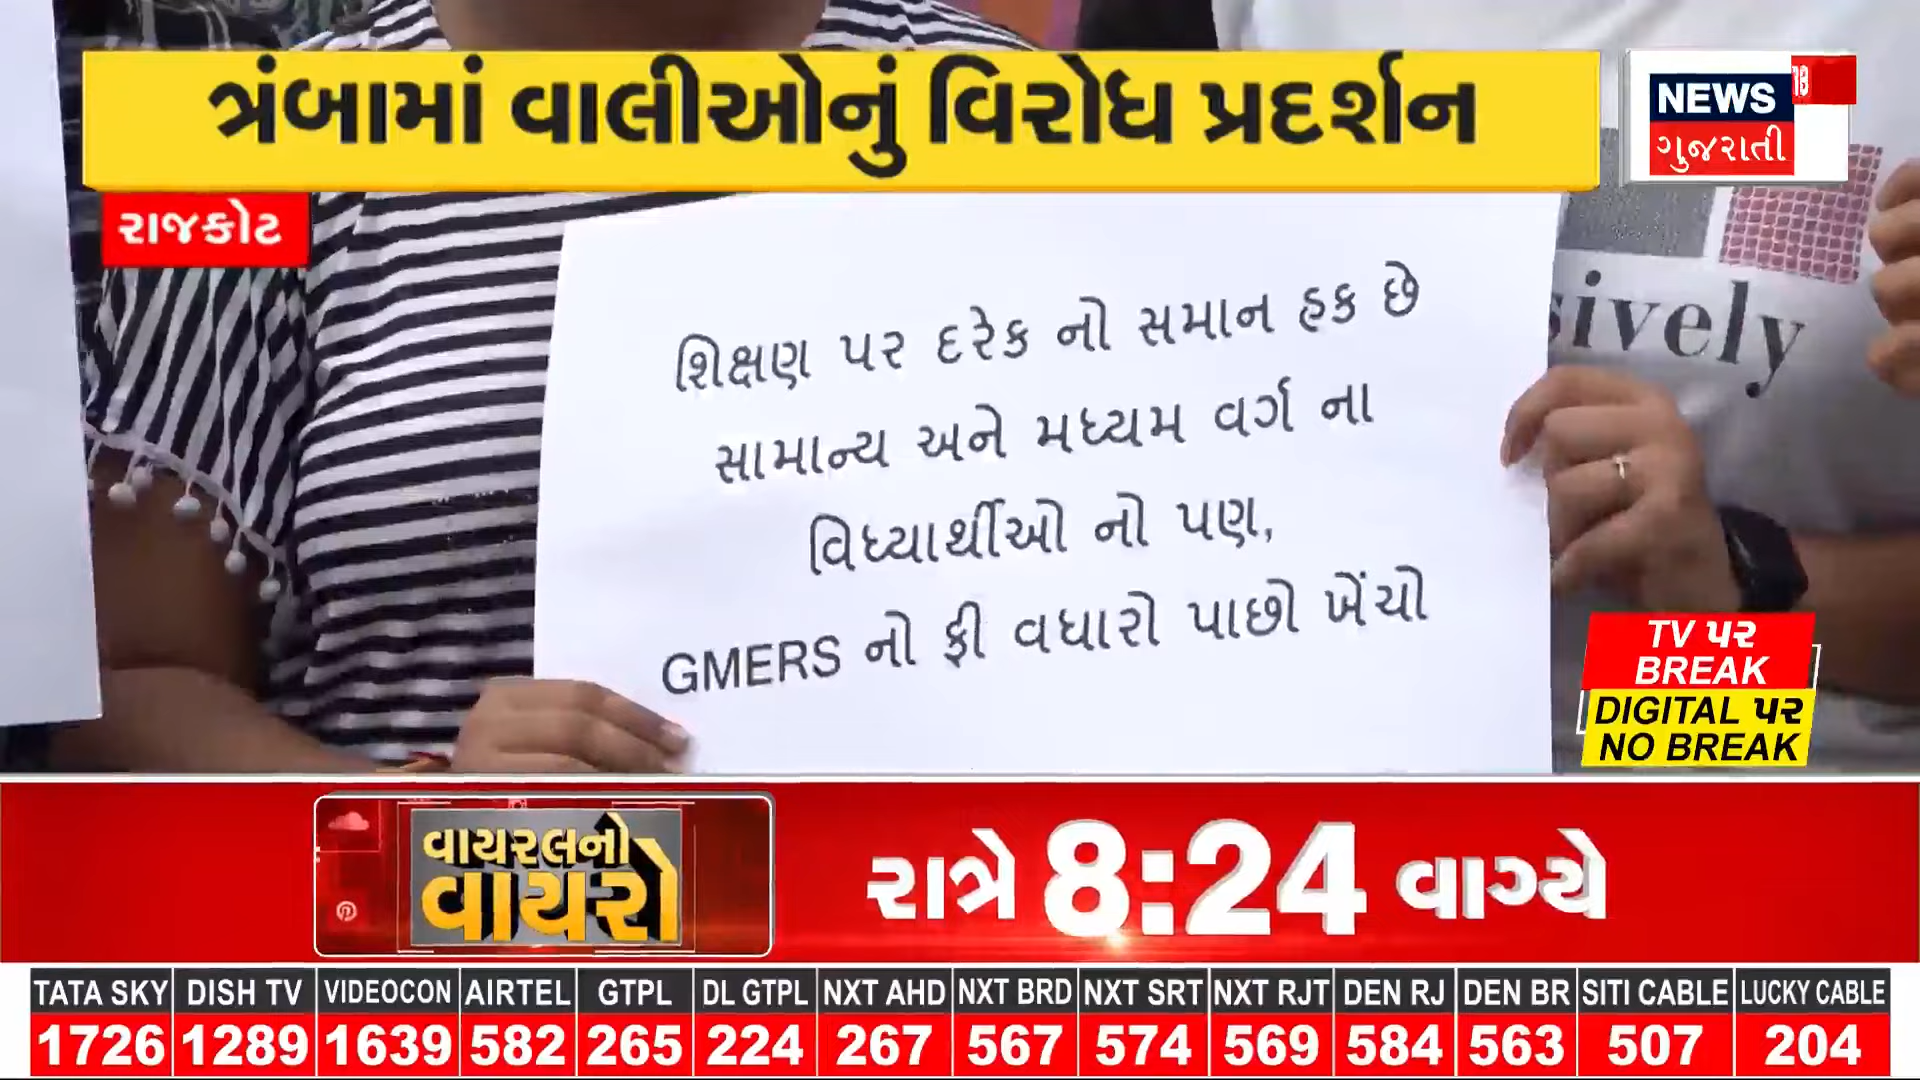 ત્રંબામાં વાલીઓનું વિરોધ પ્રદર્શન
NEWS 18
ગુજરાતી
રાજકોટ
sively
શિક્ષણ પર દરેક નો સમાન હક છે
સામાન્ય અને મધ્યમ વર્ગ ના
વિધ્યાર્થીઓ નો પણ,
GMERS નો ફી વધારો પાછો ખેંચો
TV પર
BREAK
DIGITAL પર
NO BREAK
વાયરલનો
વાયરો
રાત્રે 8:24 વાગ્યે
TATA SKY DISH TV VIDEOCON AIRTEL GTPL DL GTPL NXT AHD NXT BRD NXT SRT NXT RJT DEN RJ DEN BR SITI CABLE LUCKY CABLE
1726 1289 1639 582 265 224 267 567 574 569 584 563 507 204